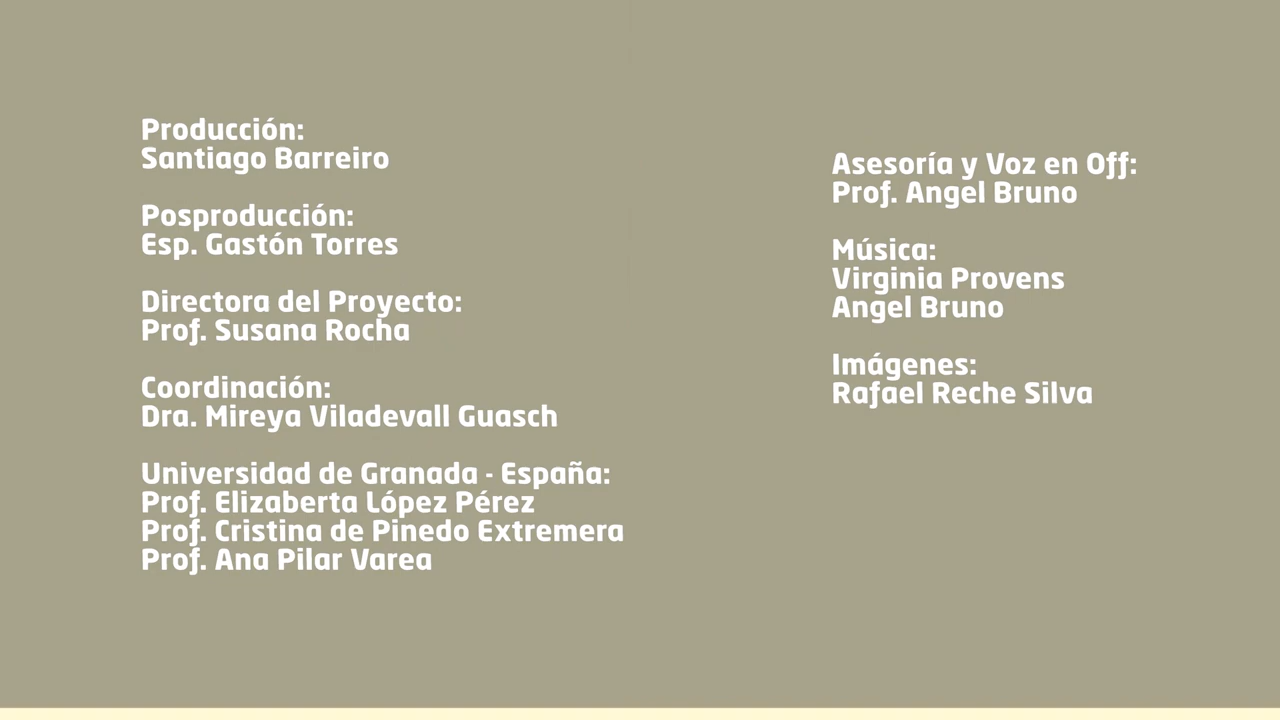 Producción:
Santiago Barreiro
Posproducción:
Esp. Gastón Torres
Directora del Proyecto:
Prof. Susana Rocha
Coordinación:
Dra. Mireya Viladevall Guasch
Universidad de Granada - España:
Prof. Elizaberta López Pérez
Prof. Cristina de Pinedo Extremera
Prof. Ana Pilar Varea
Asesoría y Voz en Off:
Prof. Angel Bruno
Música:
Virginia Provens
Angel Bruno
Imágenes:
Rafael Reche Silva